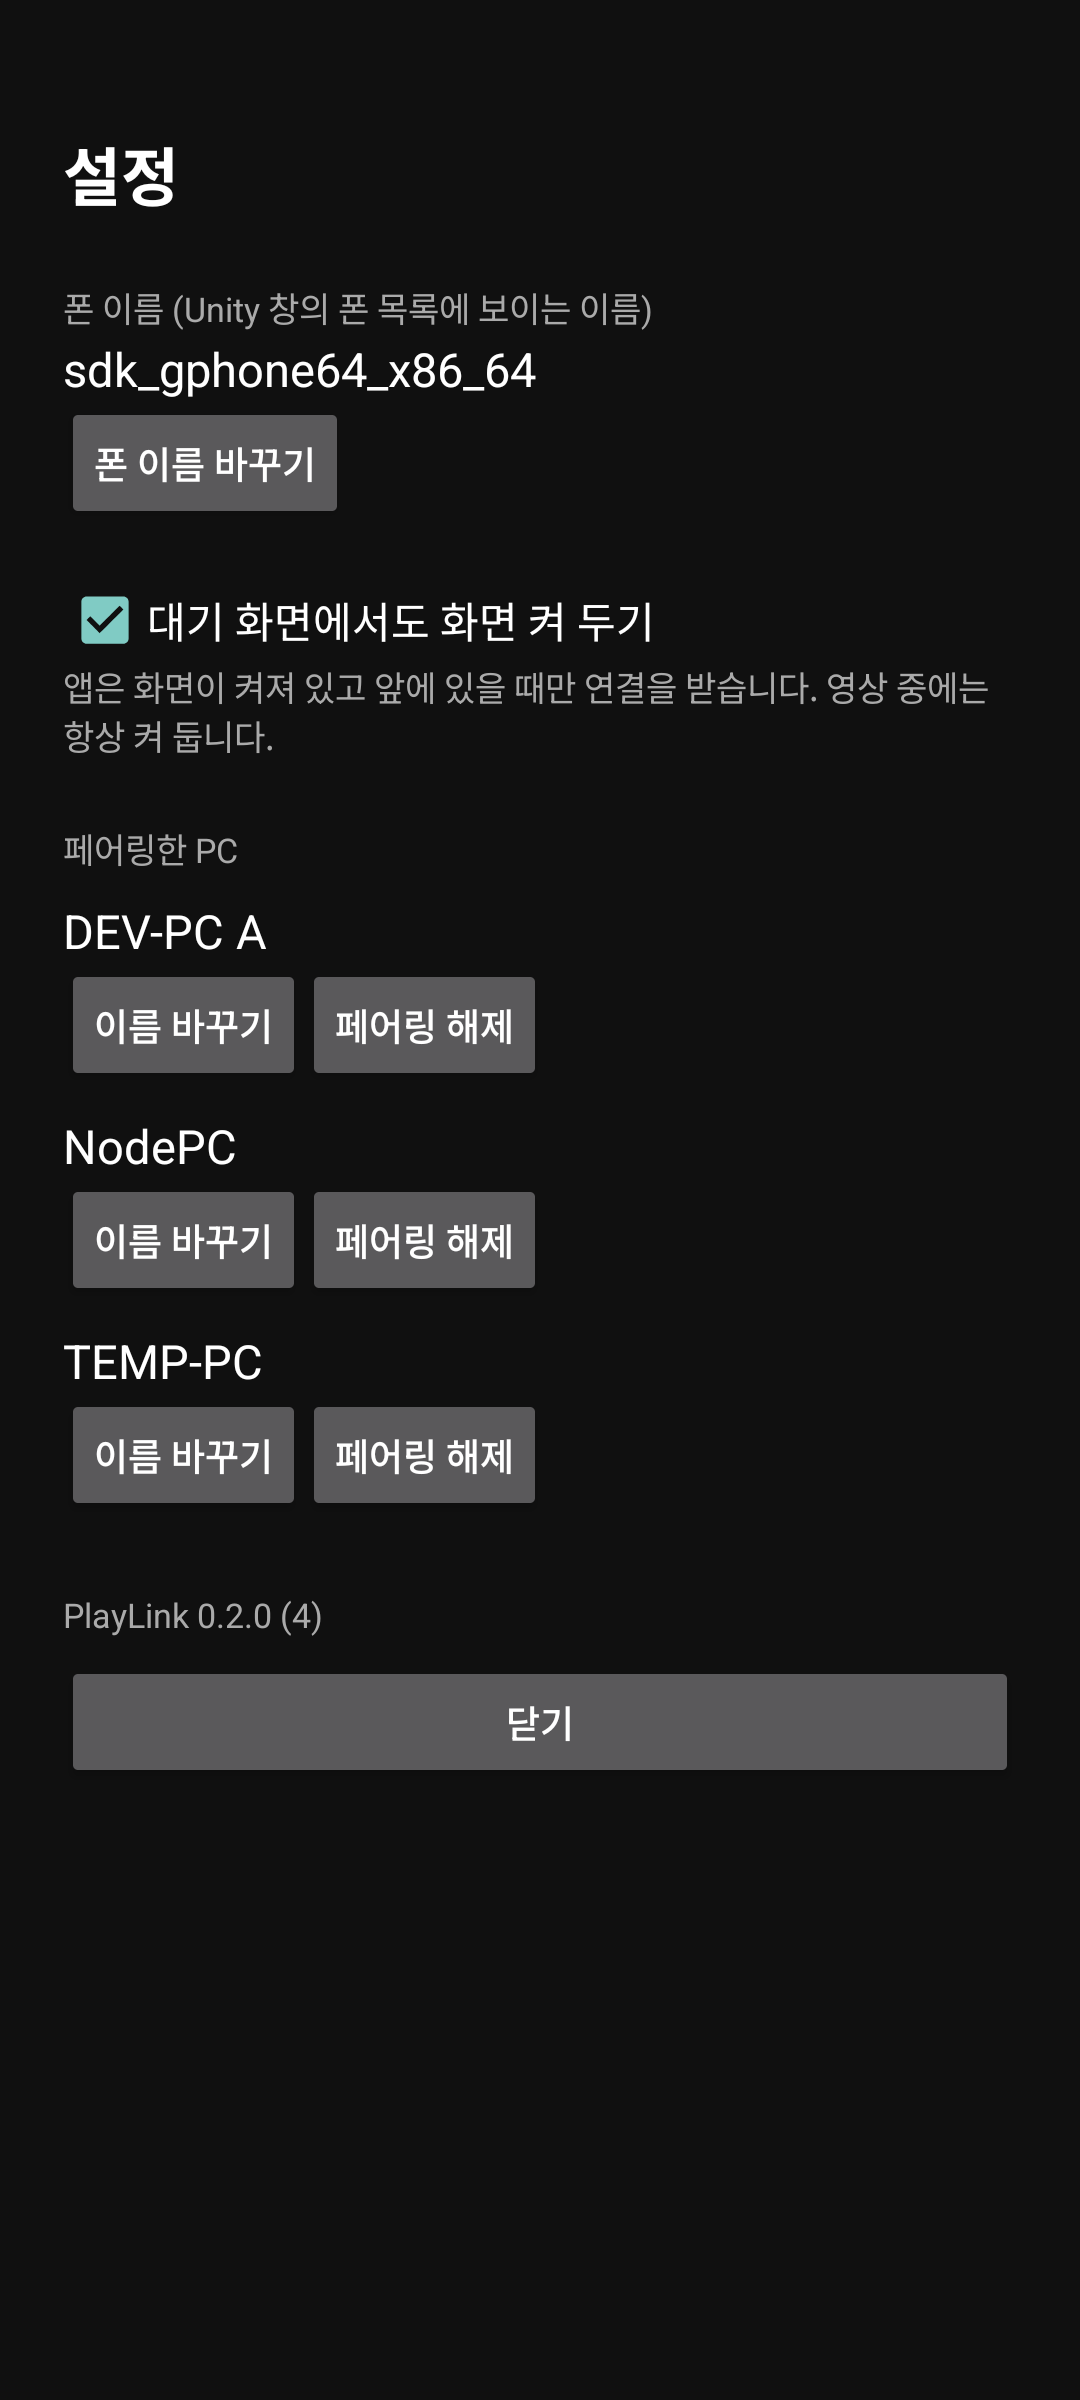 설정
폰 이름 (Unity 창의 폰 목록에 보이는 이름)
sdk_gphone64_x86_64
폰 이름 바꾸기
대기 화면에서도 화면 켜 두기
앱은 화면이 켜져 있고 앞에 있을 때만 연결을 받습니다. 영상 중에는
항상 켜 둡니다.
페어링한 PC
DEV-PC A
이름 바꾸기 페어링 해제
NodePC
이름 바꾸기 페어링 해제
TEMP-PC
이름 바꾸기 페어링 해제
PlayLink 0.2.0 (4)
닫기